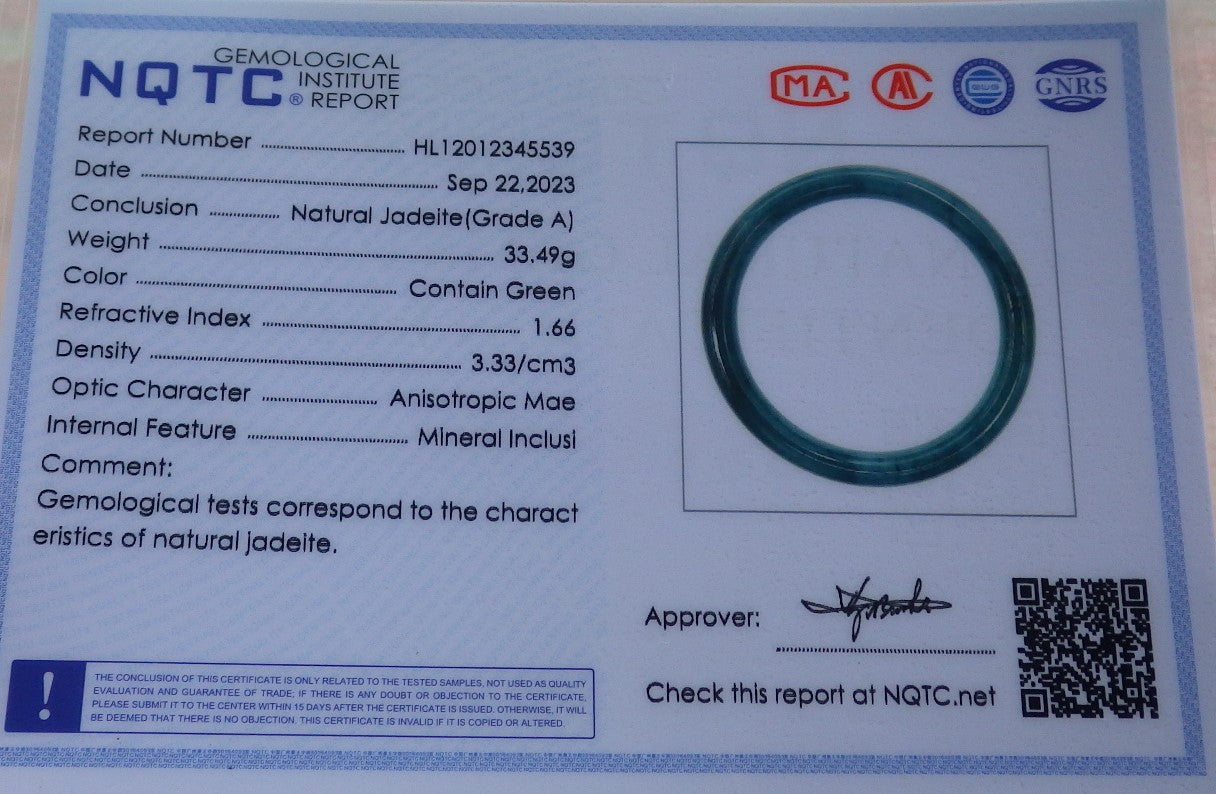 GEMOLOGICAL
NQTC® INSTITUTE
REPORT
CMA
AL
GNRS
Report Number ........ HL12012345539
Date ........ Sep 22,2023
Conclusion ........ Natural Jadeite(Grade A)
Weight ........ 33.49g
Color ........ Contain Green
Refractive Index ........ 1.66
Density ........ 3.33/cm3
Optic Character ........ Anisotropic Mae
Internal Feature ........ Mineral Inclusi
Comment:
Gemological tests correspond to the charact
eristics of natural jadeite.
Approver:
Check this report at NQTC.net
!
THE CONCLUSION OF THIS CERTIFICATE IS ONLY RELATED TO THE TESTED SAMPLES, NOT USED AS QUALITY
EVALUATION AND GUARANTEE OF TRADE; IF THERE IS ANY DOUBT OR OBJECTION TO THE CERTIFICATE,
PLEASE SUBMIT IT TO THE CENTER WITHIN 15 DAYS AFTER THE CERTIFICATE IS ISSUED. OTHERWISE, IT WILL
BE DEEMED THAT THERE IS NO OBJECTION. THIS CERTIFICATE IS INVALID IF IT IS COPIED OR ALTERED.